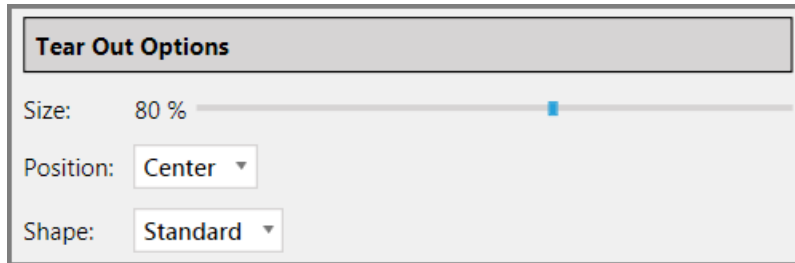 Tear Out Options
Size: 80 %
Position: Center
Shape: Standard